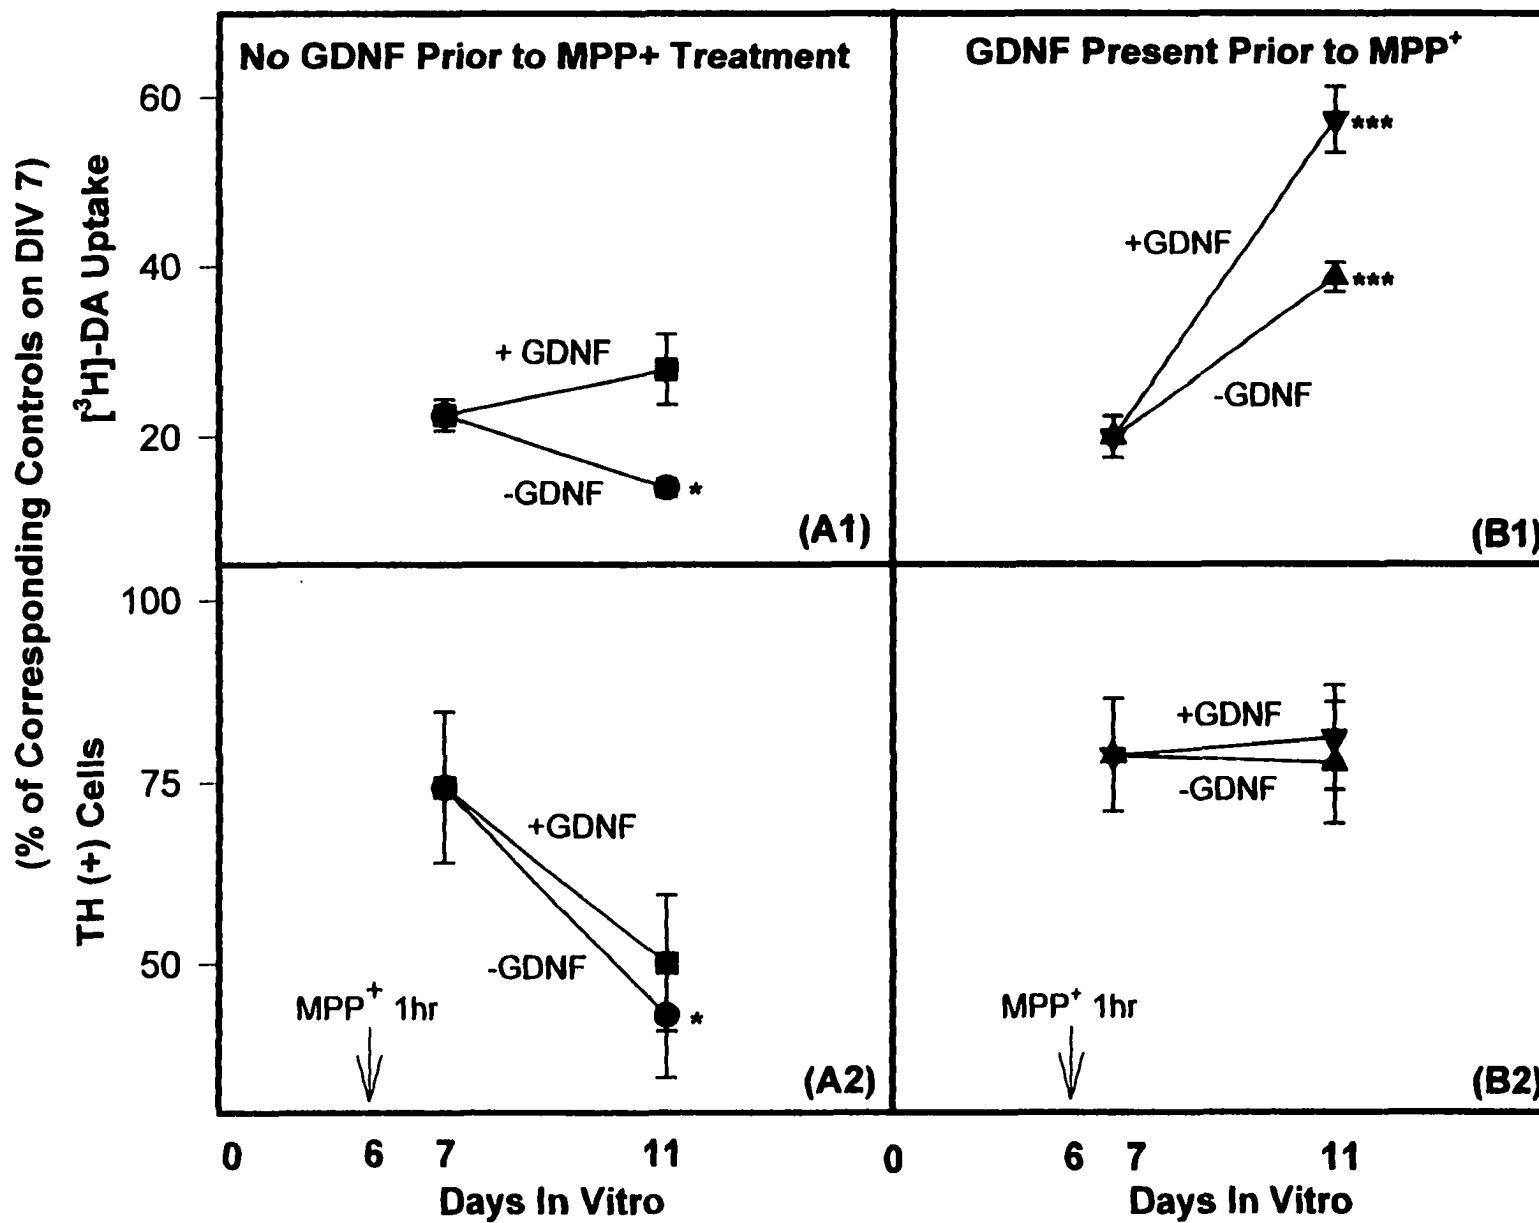 No GDNF Prior to MPP+ Treatment
GDNF Present Prior to MPP⁺
(% of Corresponding Controls on DIV 7)
[³H]-DA Uptake
60
40
20
+ GDNF
-GDNF
*
(A1)
+GDNF
***
-GDNF
***
(B1)
TH (+) Cells
100
75
50
+GDNF
-GDNF
*
MPP⁺ 1hr
(A2)
+GDNF
-GDNF
MPP⁺ 1hr
(B2)
0 6 7 11
Days In Vitro
0 6 7 11
Days In Vitro